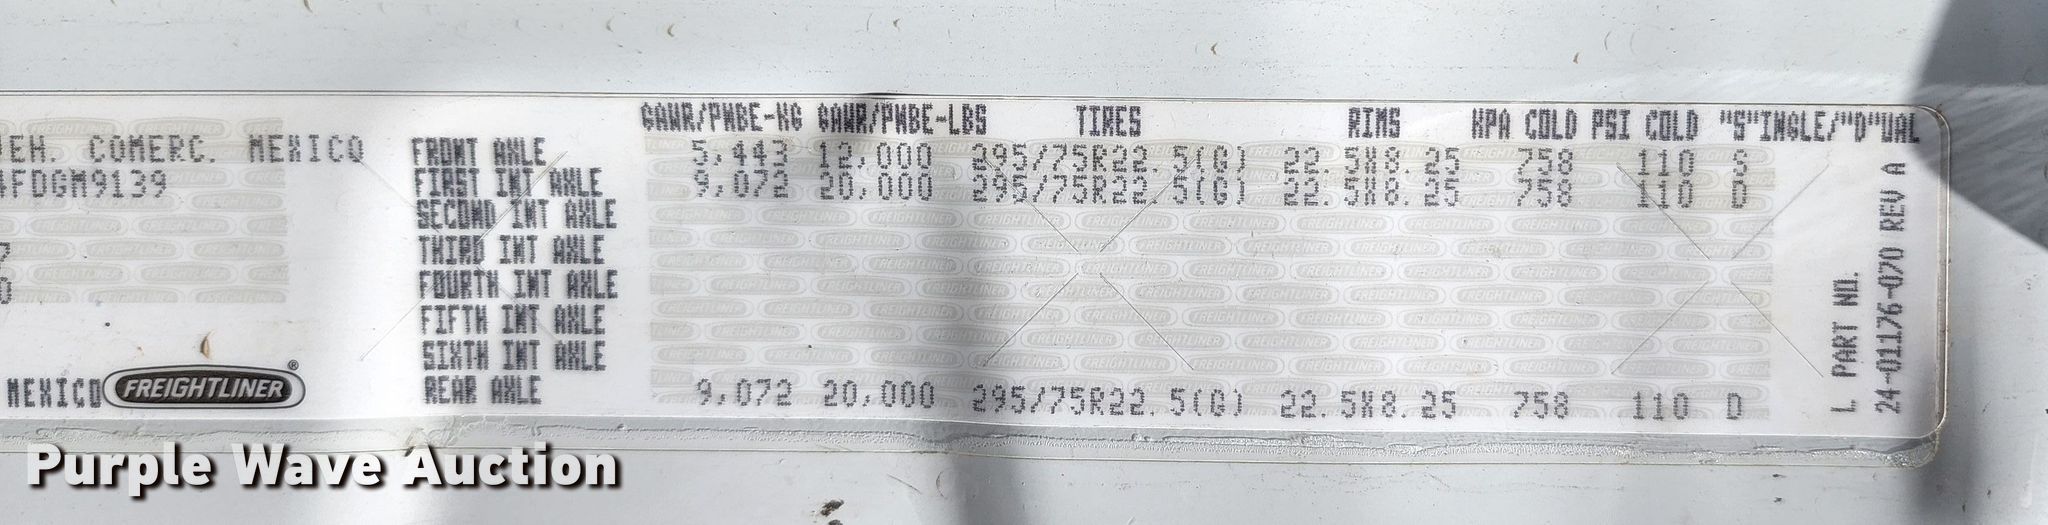 GAWR/PNBE-KG GAWR/PNBE-LBS TIRES RIMS KPA COLD PSI COLD "S"INGLE/"D"UAL
VEH. COMERC. MEXICO FRONT AXLE 5,443 12,000 295/75R22.5(G) 22.5X8.25 758 110 S
4FDGM9139 FIRST INT AXLE 9,072 20,000 295/75R22.5(G) 22.5X8.25 758 110 D
SECOND INT AXLE
7 THIRD INT AXLE
0 FOURTH INT AXLE
FIFTH INT AXLE
SIXTH INT AXLE
MEXICO FREIGHTLINER® REAR AXLE 9,072 20,000 295/75R22.5(G) 22.5X8.25 758 110 D
L PART NO.
24-01176-070 REV A
Purple Wave Auction